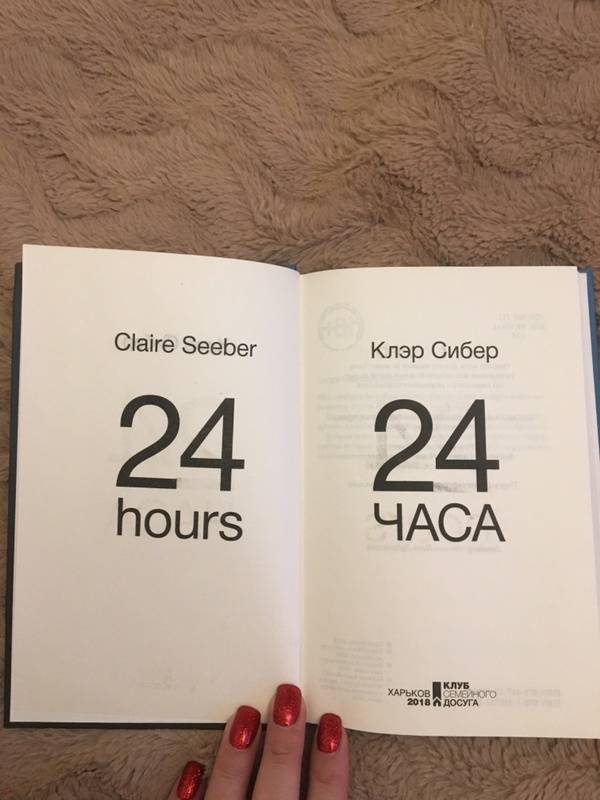 Claire Seeber
24
hours
Клэр Сибер
24
ЧАСА
ХАРЬКОВ
2018
КЛУБ
СЕМЕЙНОГО
ДОСУГА